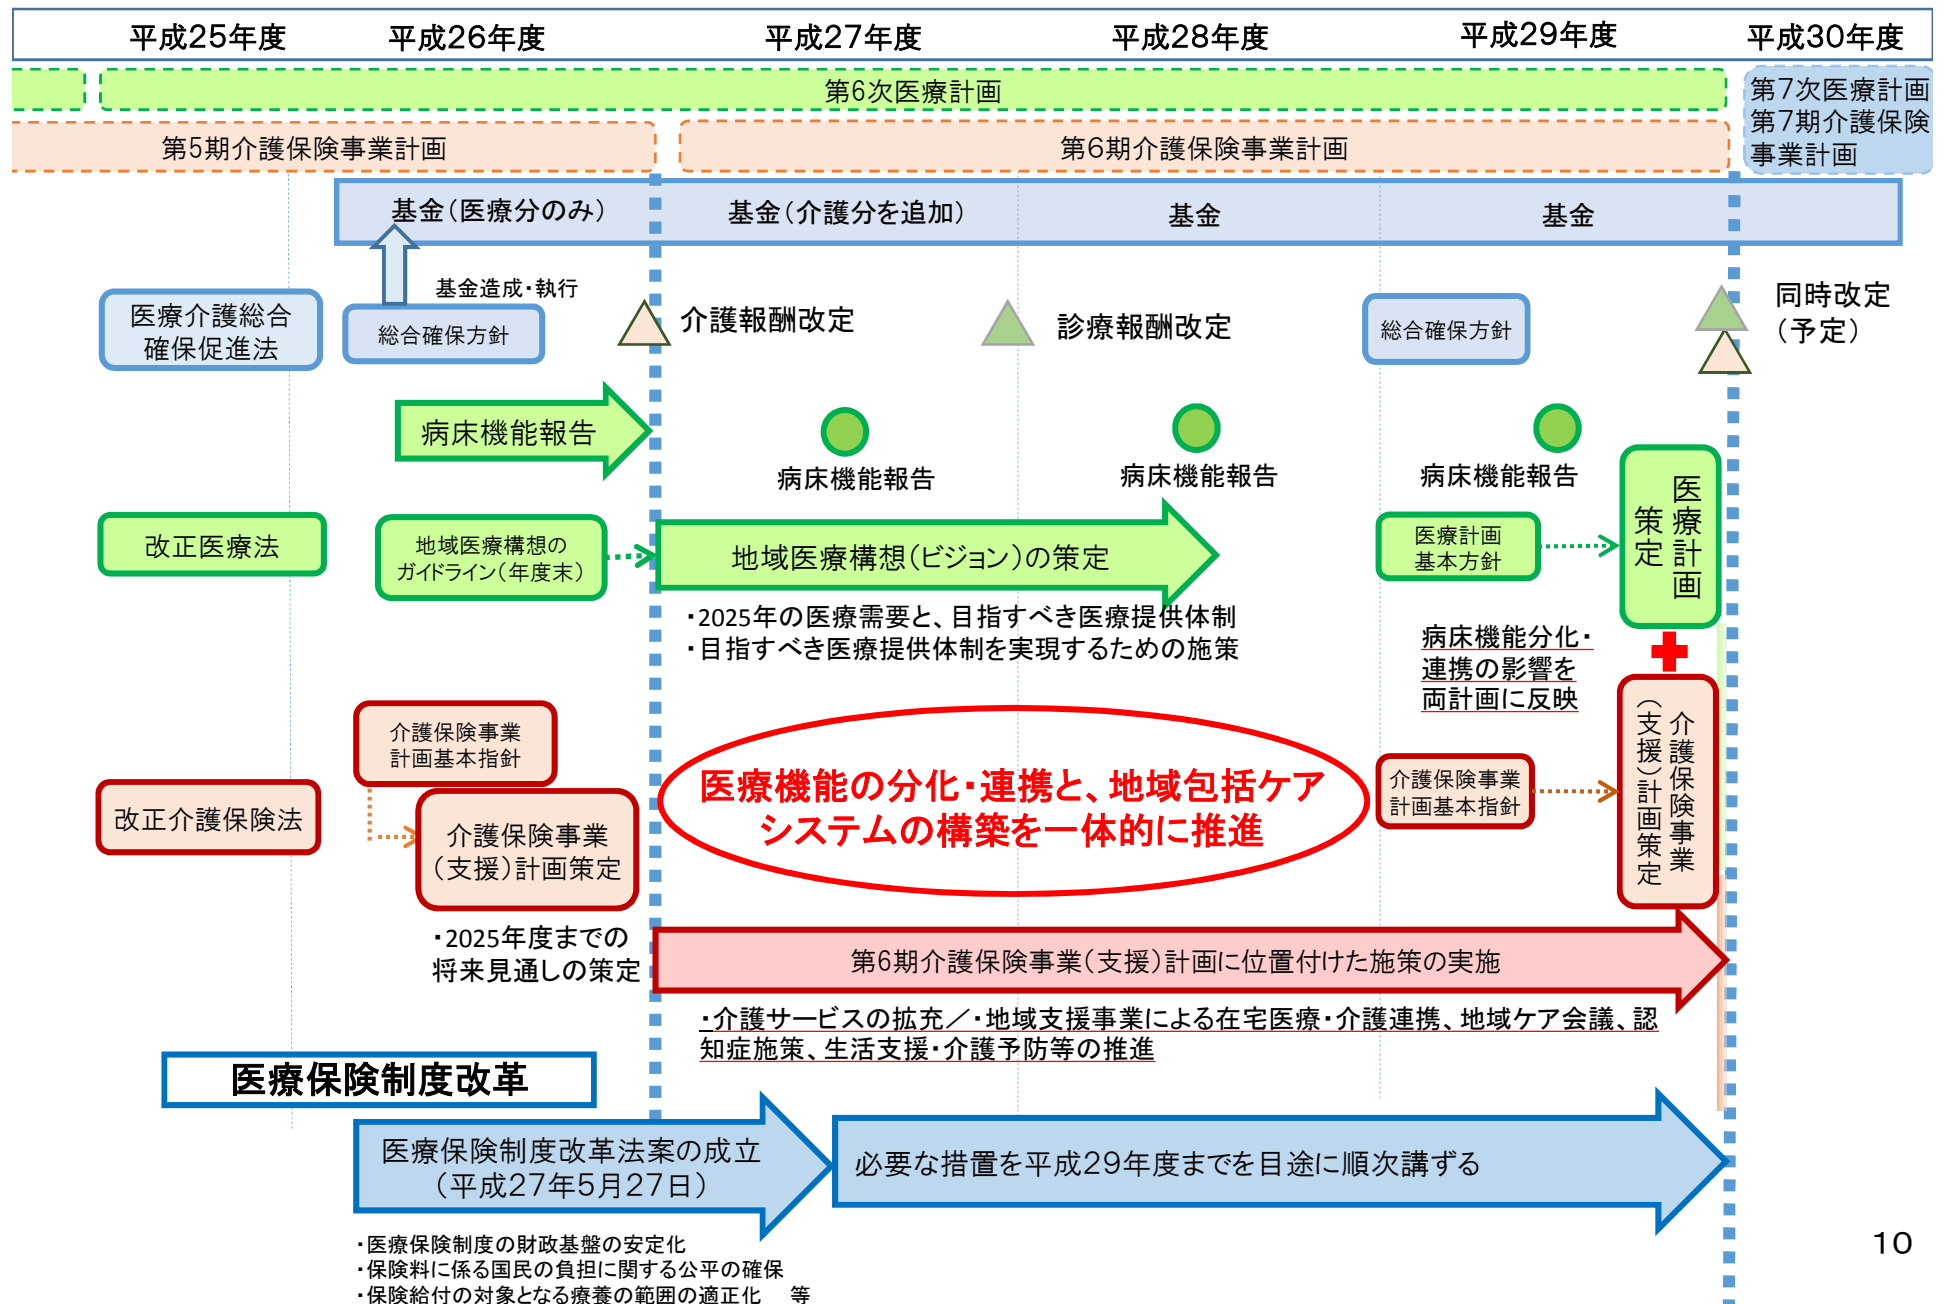 平成25年度
平成26年度
平成27年度
平成28年度
平成29年度
平成30年度
第6次医療計画
第7次医療計画
第7期介護保険
事業計画
第5期介護保険事業計画
第6期介護保険事業計画
基金(医療分のみ)
基金(介護分を追加)
基金
基金
基金造成・執行
医療介護総合
確保促進法
総合確保方針
介護報酬改定
診療報酬改定
総合確保方針
同時改定
(予定)
病床機能報告
病床機能報告
病床機能報告
病床機能報告
改正医療法
地域医療構想の
ガイドライン(年度末)
地域医療構想(ビジョン)の策定
医療計画
基本方針
医療計画
策定
・2025年の医療需要と、目指すべき医療提供体制
・目指すべき医療提供体制を実現するための施策
病床機能分化・
連携の影響を
両計画に反映
介護保険事業
計画基本指針
改正介護保険法
介護保険事業
(支援)計画策定
医療機能の分化・連携と、地域包括ケア
システムの構築を一体的に推進
介護保険事業
計画基本指針
介護保険事業
(支援)計画策定
・2025年度までの
将来見通しの策定
第6期介護保険事業(支援)計画に位置付けた施策の実施
・介護サービスの拡充/・地域支援事業による在宅医療・介護連携、地域ケア会議、認
知症施策、生活支援・介護予防等の推進
医療保険制度改革
医療保険制度改革法案の成立
(平成27年5月27日)
必要な措置を平成29年度までを目途に順次講ずる
・医療保険制度の財政基盤の安定化
・保険料に係る国民の負担に関する公平の確保
・保険給付の対象となる療養の範囲の適正化 等
10